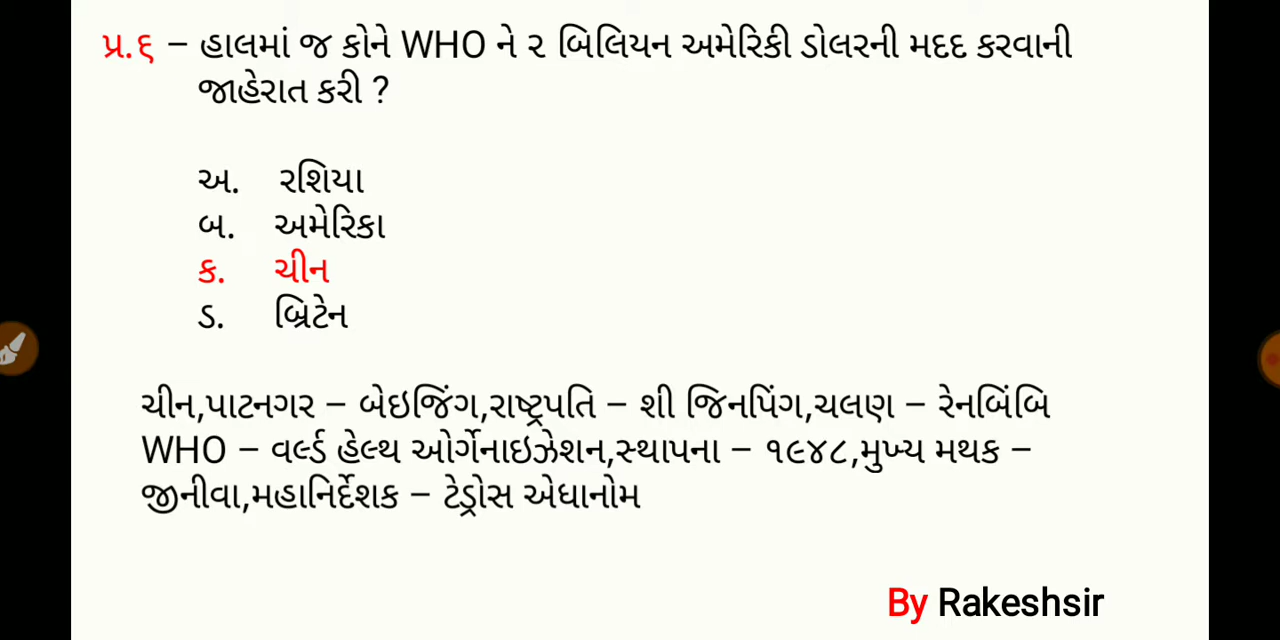 પ્ર.૬ – હાલમાં જ કોને WHO ને ૨ બિલિયન અમેરિકી ડોલરની મદદ કરવાની
જાહેરાત કરી ?
અ. રશિયા
બ. અમેરિકા
ક. ચીન
ડ. બ્રિટેન
ચીન,પાટનગર – બેઇજિંગ,રાષ્ટ્રપતિ – શી જિનપિંગ,ચલણ – રેનબિંબિ
WHO – વર્લ્ડ હેલ્થ ઓર્ગેનાઇઝેશન,સ્થાપના – ૧૯૪૮,મુખ્ય મથક –
જીનીવા,મહાનિર્દેશક – ટેડ્રોસ એધાનોમ
By Rakeshsir